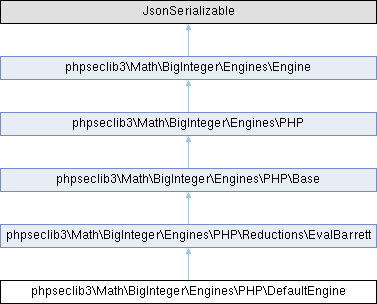 JsonSerializable
phpseclib3\Math\BigInteger\Engines\Engine
phpseclib3\Math\BigInteger\Engines\PHP
phpseclib3\Math\BigInteger\Engines\PHP\Base
phpseclib3\Math\BigInteger\Engines\PHP\Reductions\EvalBarrett
phpseclib3\Math\BigInteger\Engines\PHP\DefaultEngine